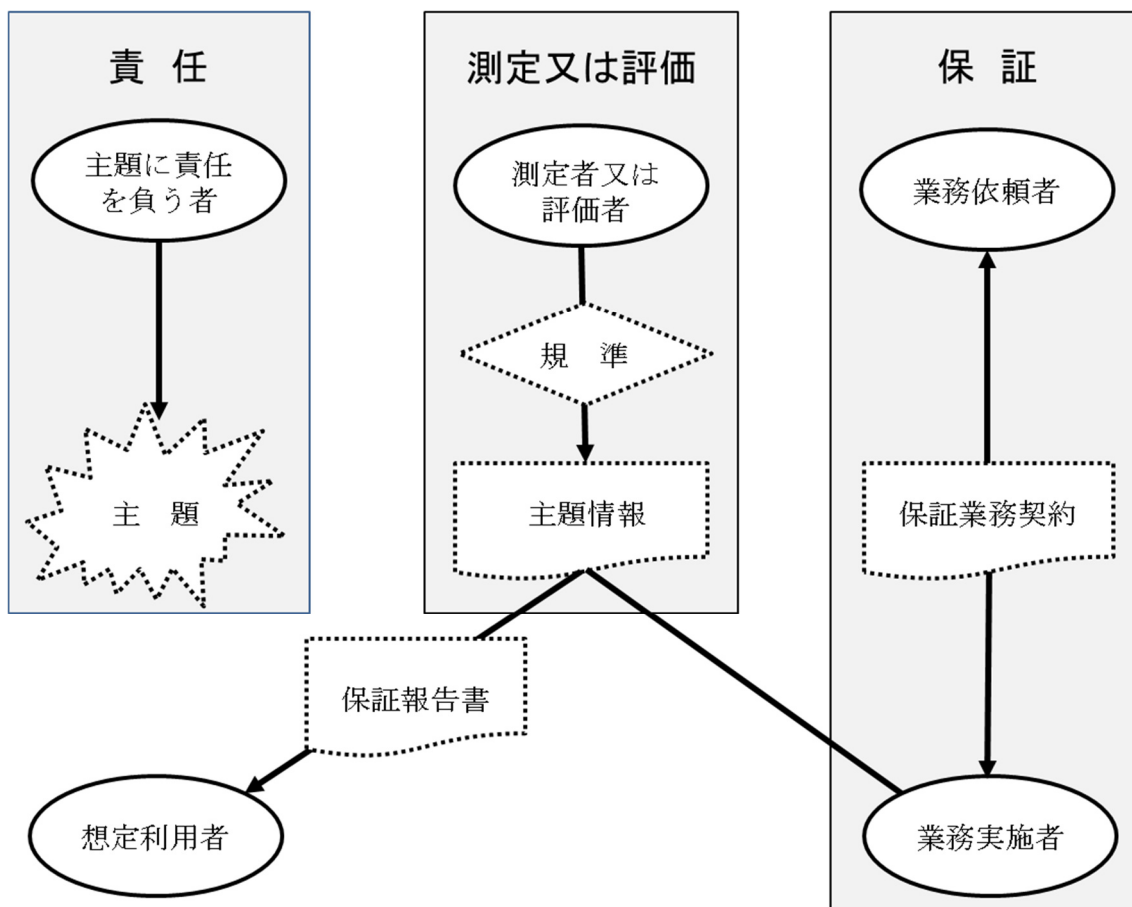 責 任
測定又は評価
保 証
主題に責任
を負う者
測定者又は
評価者
業務依頼者
規 準
主 題
主題情報
保証業務契約
保証報告書
想定利用者
業務実施者